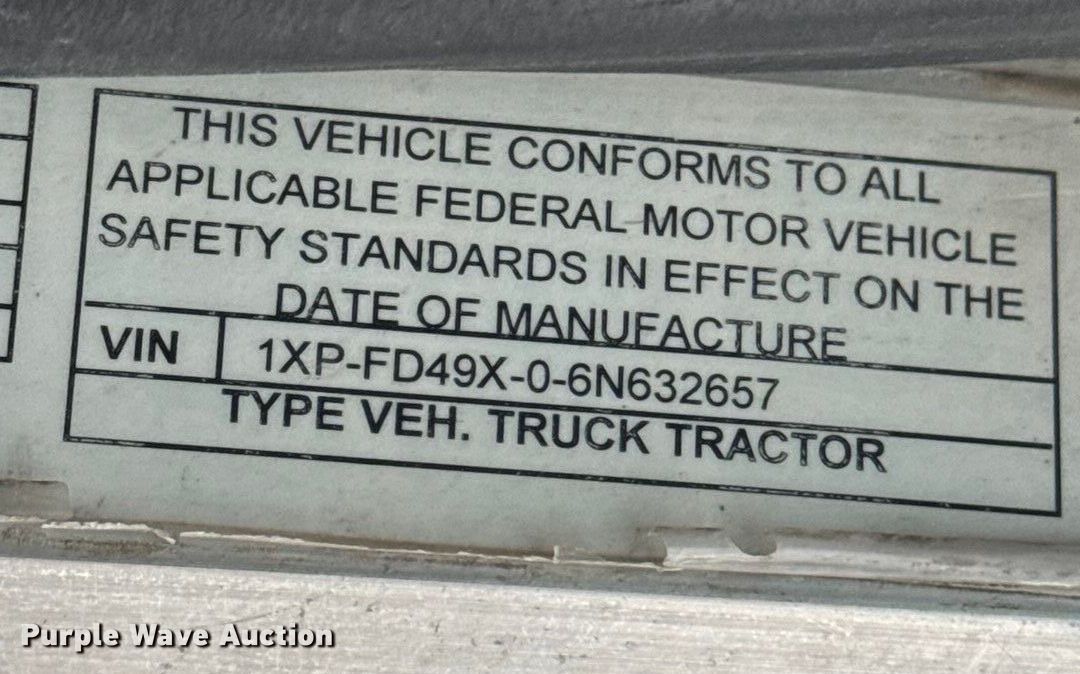 THIS VEHICLE CONFORMS TO ALL
APPLICABLE FEDERAL MOTOR VEHICLE
SAFETY STANDARDS IN EFFECT ON THE
DATE OF MANUFACTURE
VIN 1XP-FD49X-0-6N632657
TYPE VEH. TRUCK TRACTOR
Purple Wave Auction